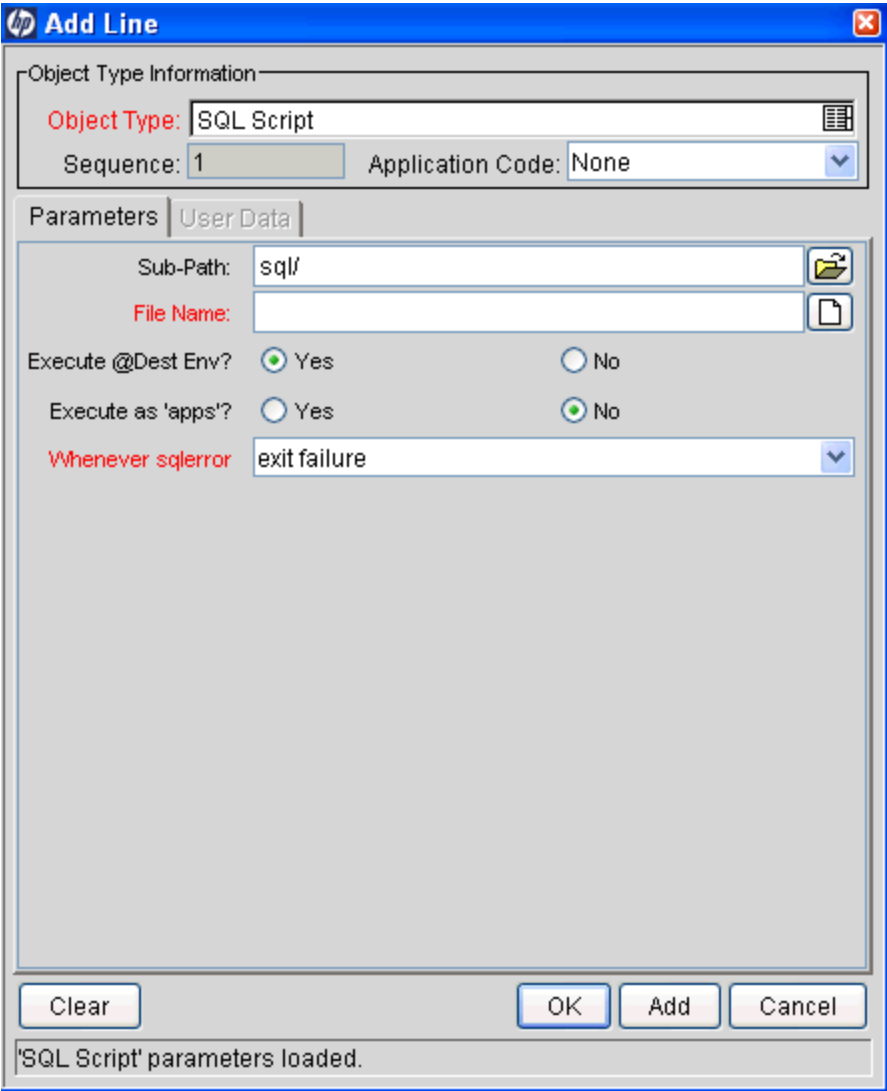 hp Add Line
Object Type Information
Object Type: SQL Script
Sequence: 1 Application Code: None
Parameters User Data
Sub-Path: sql/
File Name:
Execute @Dest Env? Yes No
Execute as 'apps'? Yes No
Whenever sqlerror exit failure
Clear OK Add Cancel
'SQL Script' parameters loaded.